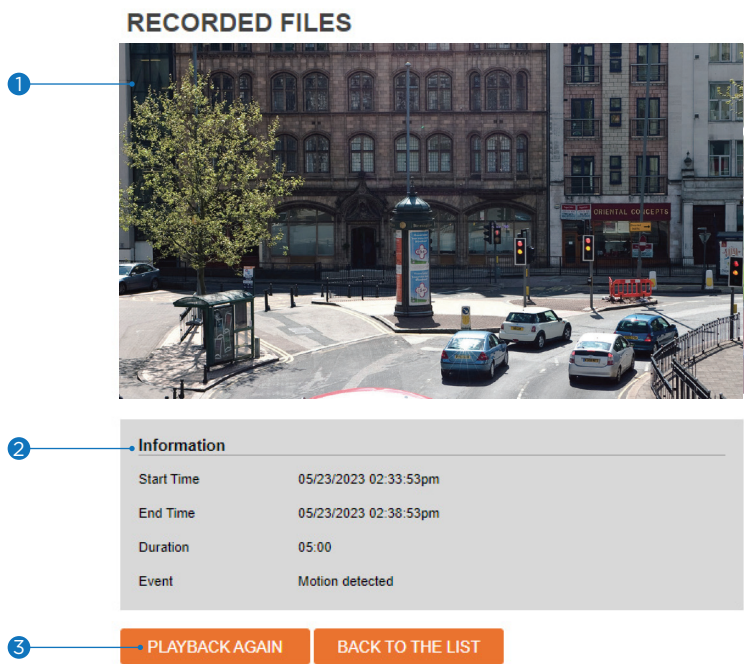 RECORDED FILES
1
ORIENTAL CONCEPTS
2
Information
Start Time 05/23/2023 02:33:53pm
End Time 05/23/2023 02:38:53pm
Duration 05:00
Event Motion detected
3
PLAYBACK AGAIN BACK TO THE LIST